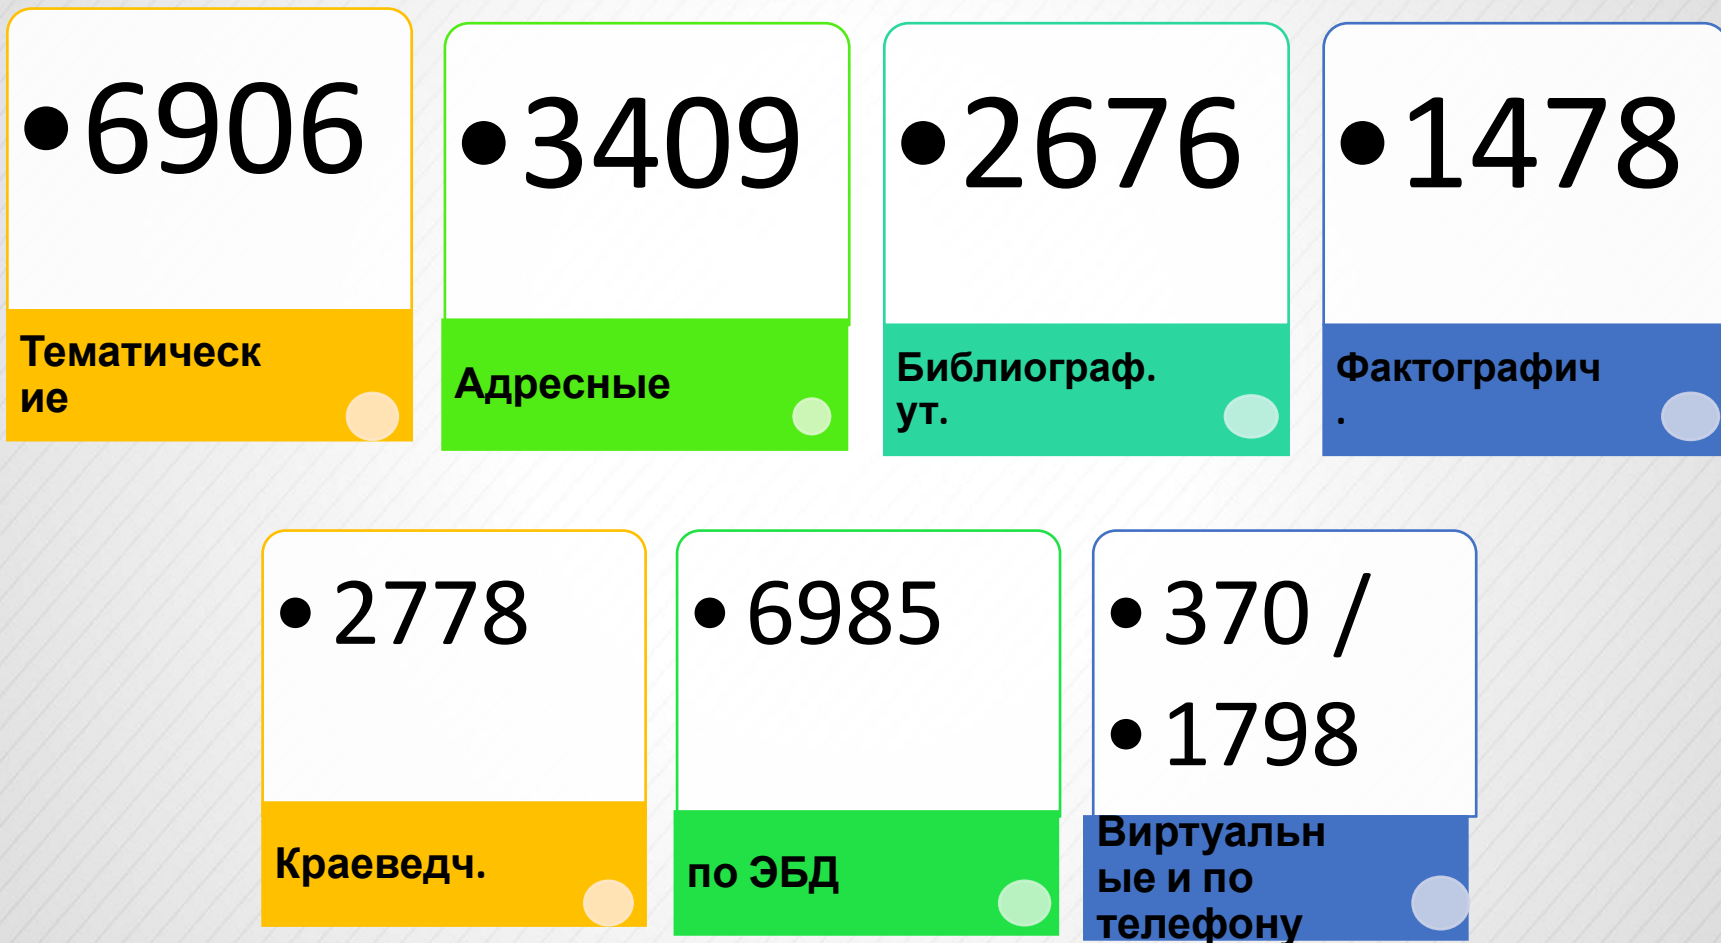 •6906
•3409
•2676
•1478
Тематическ
ие
Адресные
Библиограф.
ут.
Фактографич
.
• 2778
• 6985
• 370 /
• 1798
Краеведч.
по ЭБД
Виртуальн
ые и по
телефону